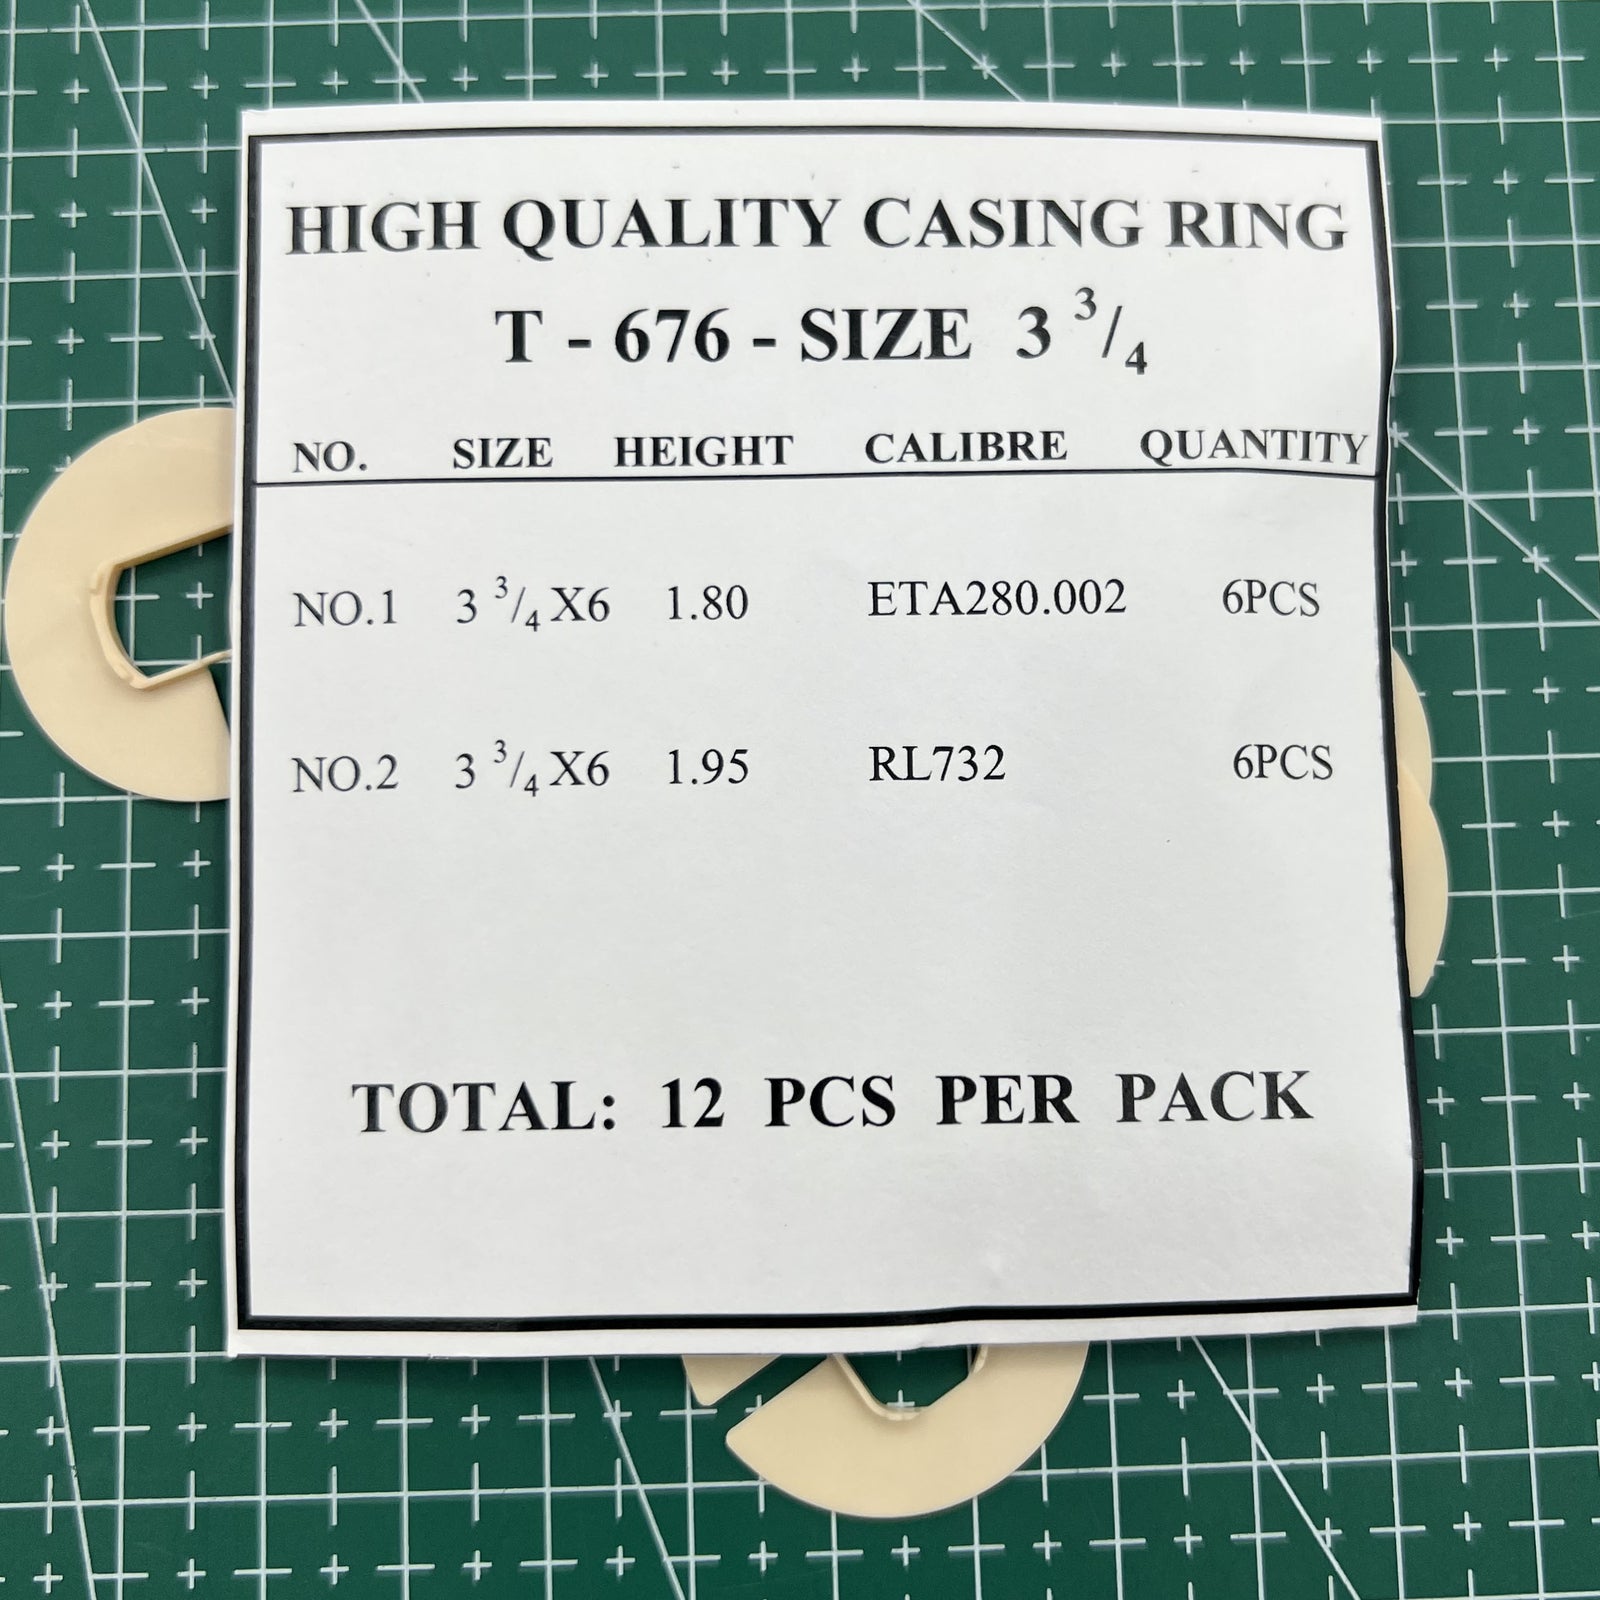 HIGH QUALITY CASING RING
T - 676 - SIZE 3 3/4
NO. SIZE HEIGHT CALIBRE QUANTITY
NO.1 3 3/4 X6 1.80 ETA280.002 6PCS
NO.2 3 3/4 X6 1.95 RL732 6PCS
TOTAL: 12 PCS PER PACK